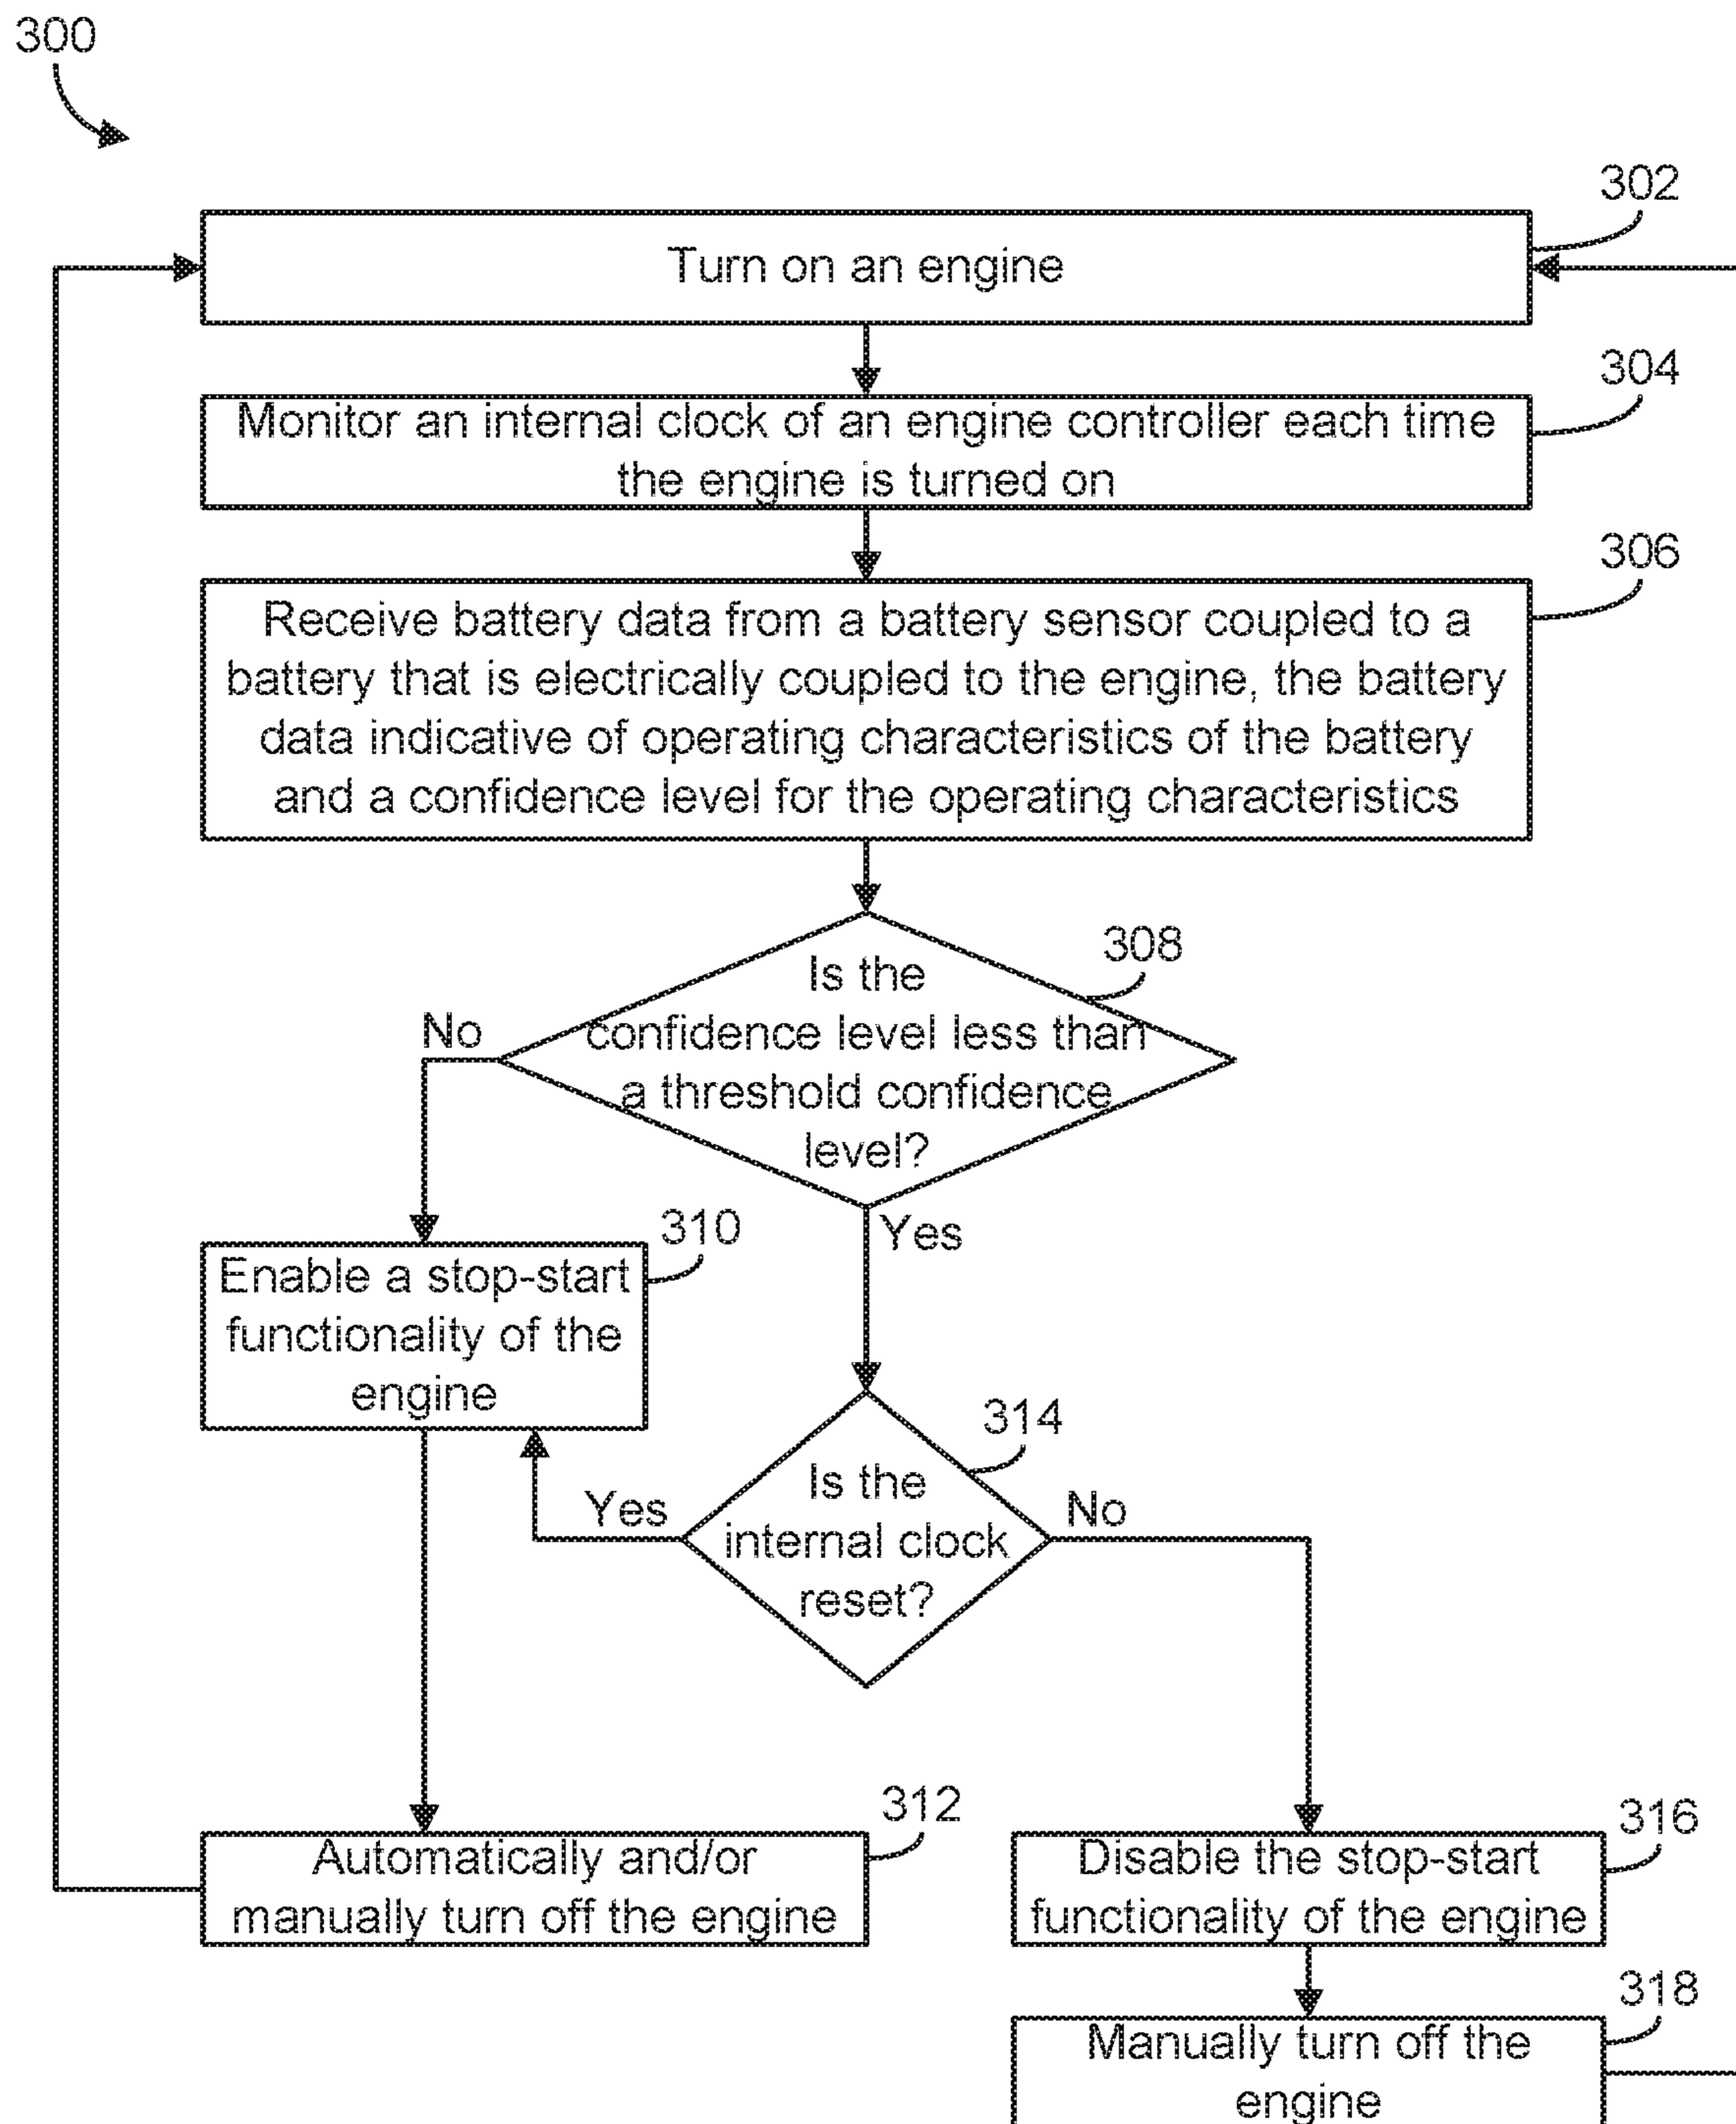 300
302
Turn on an engine
304
Monitor an internal clock of an engine controller each time
the engine is turned on
306
Receive battery data from a battery sensor coupled to a
battery that is electrically coupled to the engine, the battery
data indicative of operating characteristics of the battery
and a confidence level for the operating characteristics
308
Is the
confidence level less than
a threshold confidence
level?
No
Yes
310
Enable a stop-start
functionality of the
engine
314
Is the
internal clock
reset?
Yes
No
312
Automatically and/or
manually turn off the engine
316
Disable the stop-start
functionality of the engine
318
Manually turn off the
engine